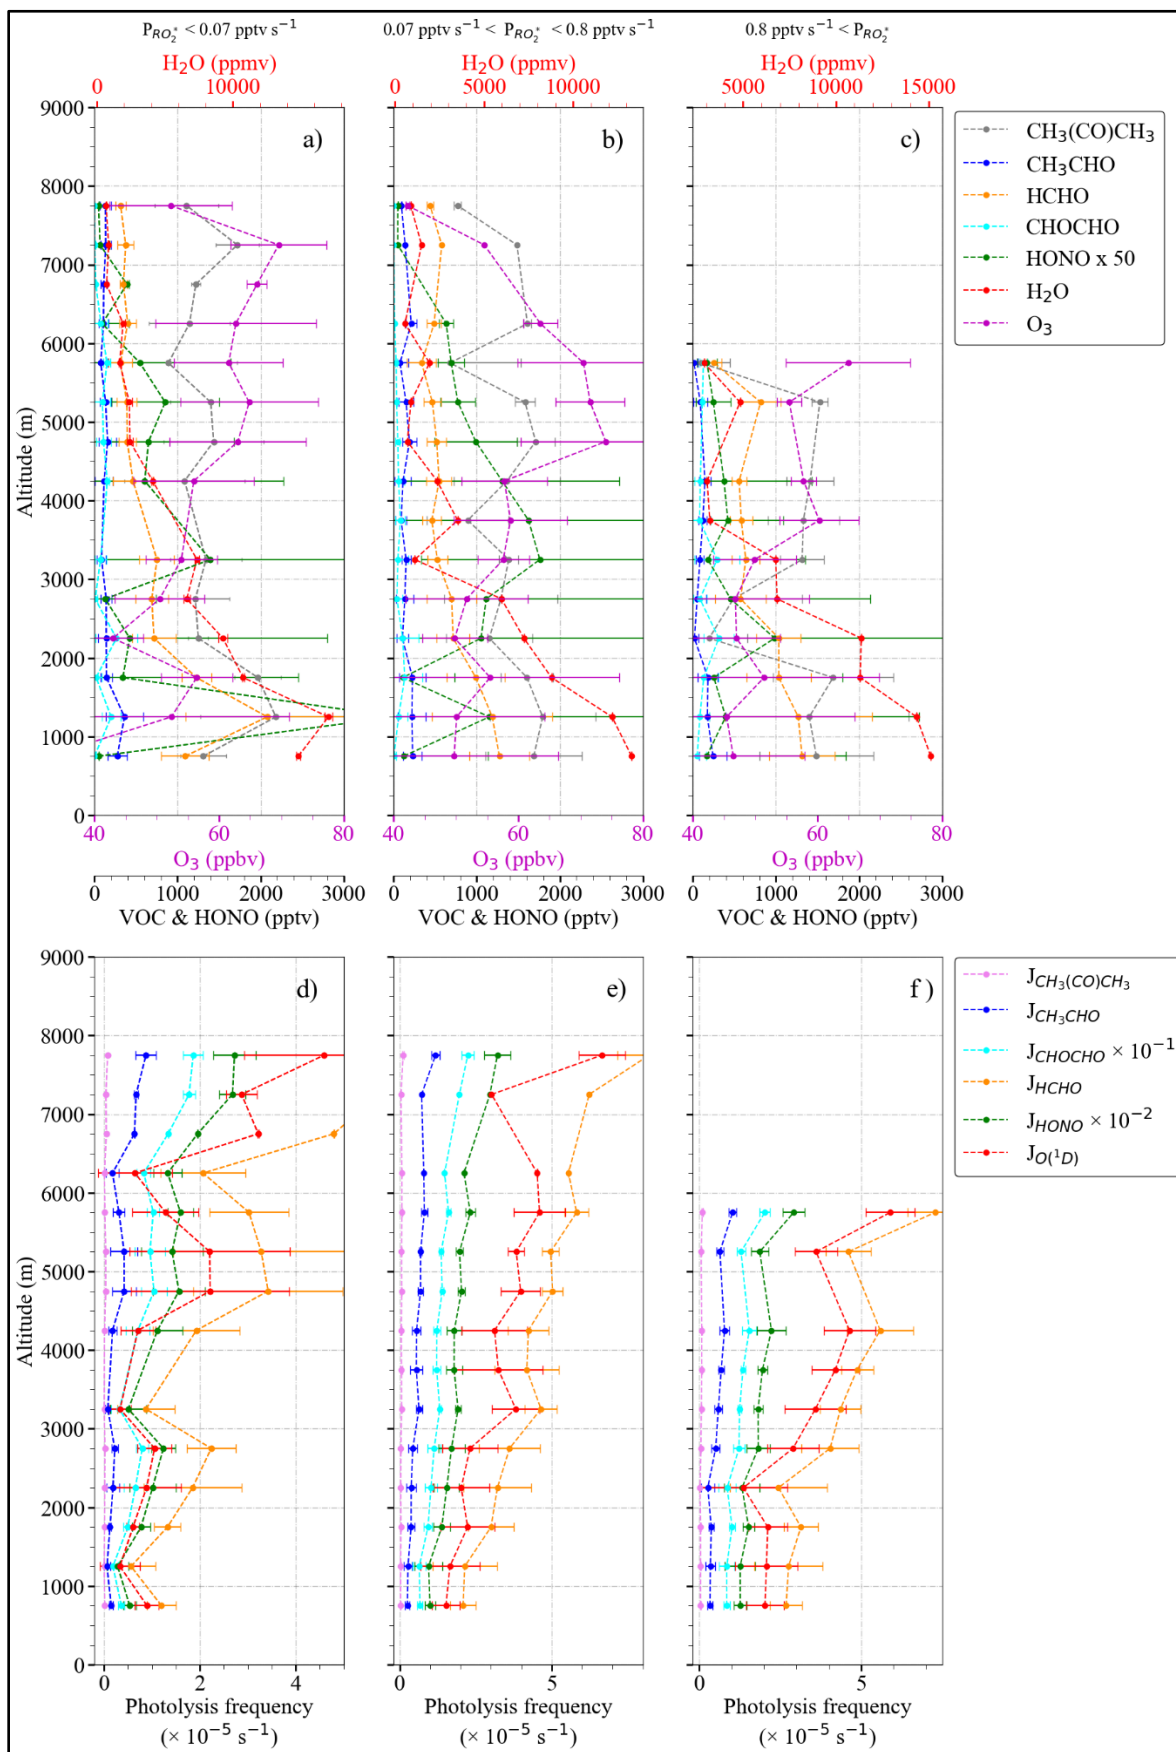 P_RO₂* < 0.07 pptv s⁻¹
0.07 pptv s⁻¹ < P_RO₂* < 0.8 pptv s⁻¹
0.8 pptv s⁻¹ < P_RO₂*
H₂O (ppmv)
H₂O (ppmv)
H₂O (ppmv)
0 10000
0 5000 10000
5000 10000 15000
a)
b)
c)
9000
8000
7000
6000
5000
4000
3000
2000
1000
0
Altitude (m)
CH₃(CO)CH₃
CH₃CHO
HCHO
CHOCHO
HONO x 50
H₂O
O₃
40 60 80
40 60 80
40 60 80
O₃ (ppbv)
O₃ (ppbv)
O₃ (ppbv)
0 1000 2000 3000
0 1000 2000 3000
0 1000 2000 3000
VOC & HONO (pptv)
VOC & HONO (pptv)
VOC & HONO (pptv)
d)
e)
f )
9000
8000
7000
6000
5000
4000
3000
2000
1000
0
Altitude (m)
J_CH₃(CO)CH₃
J_CH₃CHO
J_CHOCHO × 10⁻¹
J_HCHO
J_HONO × 10⁻²
J_O(¹D)
0 2 4
0 5
0 5
Photolysis frequency
(× 10⁻⁵ s⁻¹)
Photolysis frequency
(× 10⁻⁵ s⁻¹)
Photolysis frequency
(× 10⁻⁵ s⁻¹)